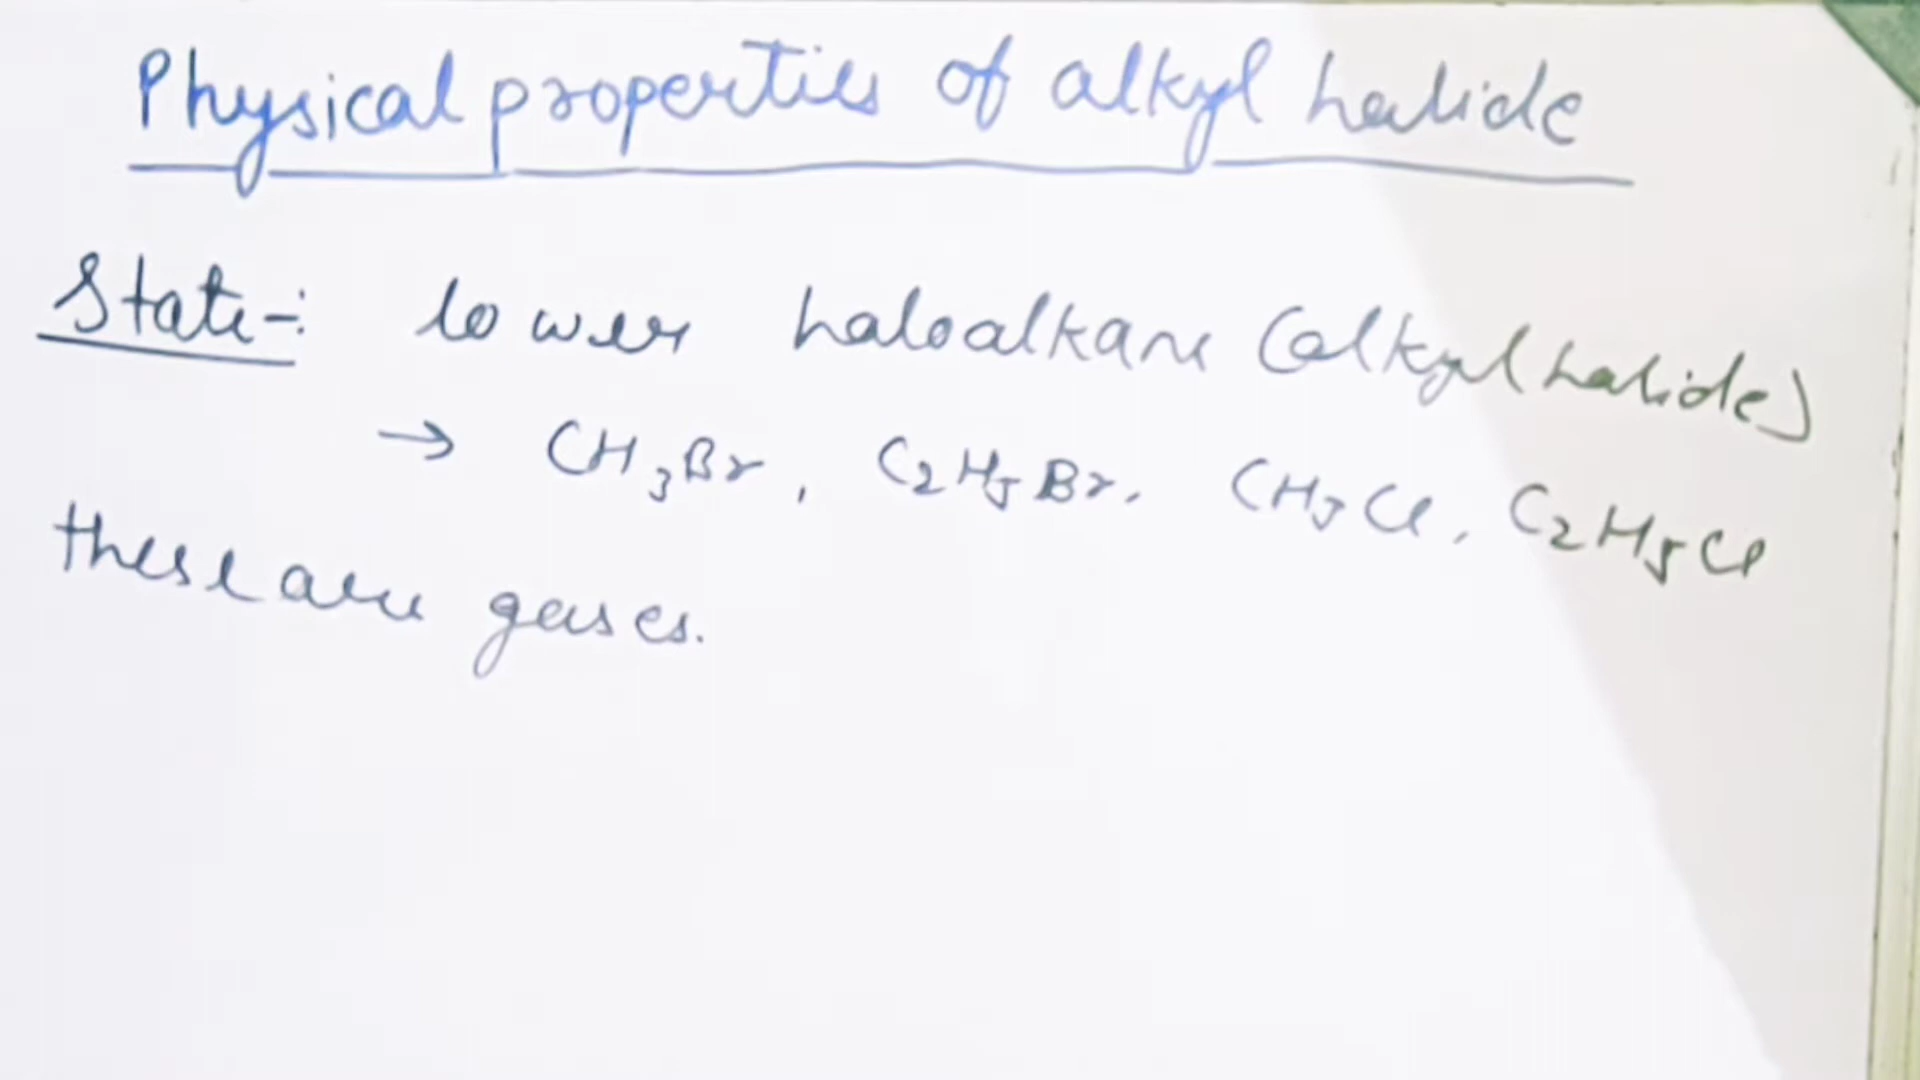 Physical properties of alkyl halide
State-: lower haloalkane (alkyl halide)
→ CH3Br, C2H5Br, CH3Cl, C2H5Cl
these are gases.